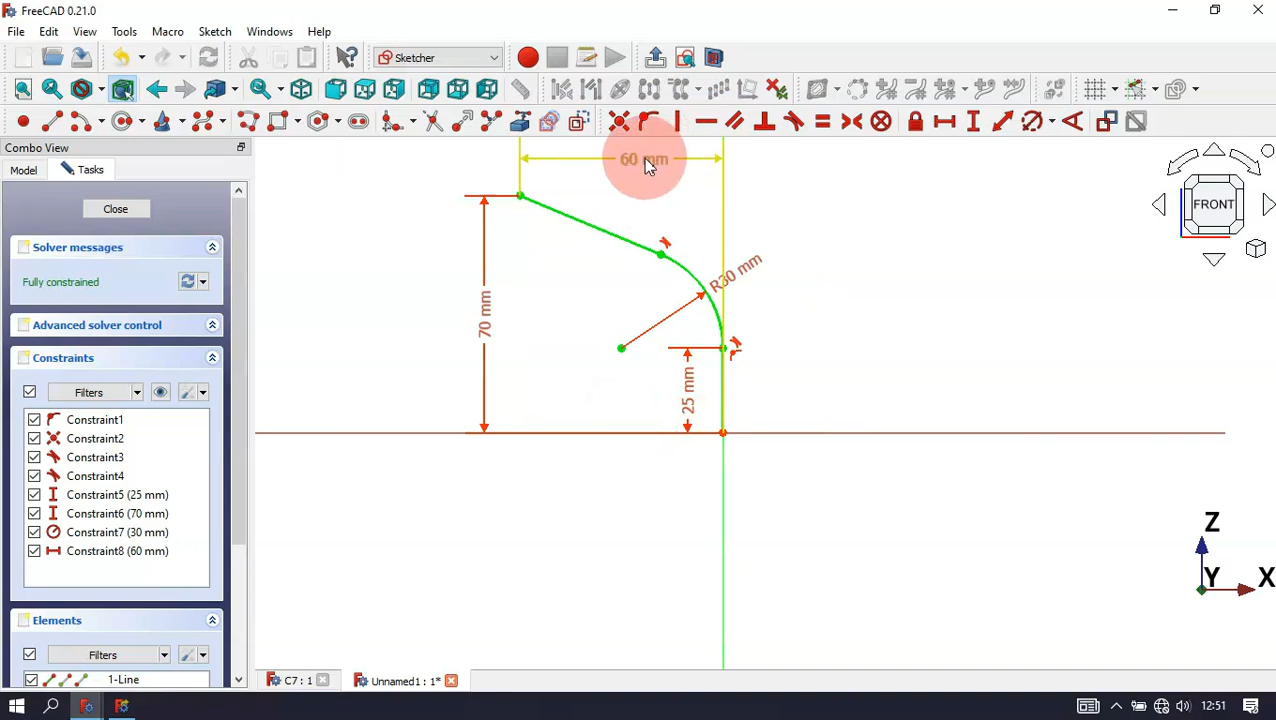 FreeCAD 0.21.0
File Edit View Tools Macro Sketch Windows Help
Sketcher
Combo View
Model Tasks
Close
Solver messages
Fully constrained
Advanced solver control
Constraints
Filters
Constraint1
Constraint2
Constraint3
Constraint4
Constraint5 (25 mm)
Constraint6 (70 mm)
Constraint7 (30 mm)
Constraint8 (60 mm)
Elements
Filters
1-Line
60 mm
R30 mm
70 mm
25 mm
FRONT
Z
Y X
C7 : 1 Unnamed1 : 1*
12:51